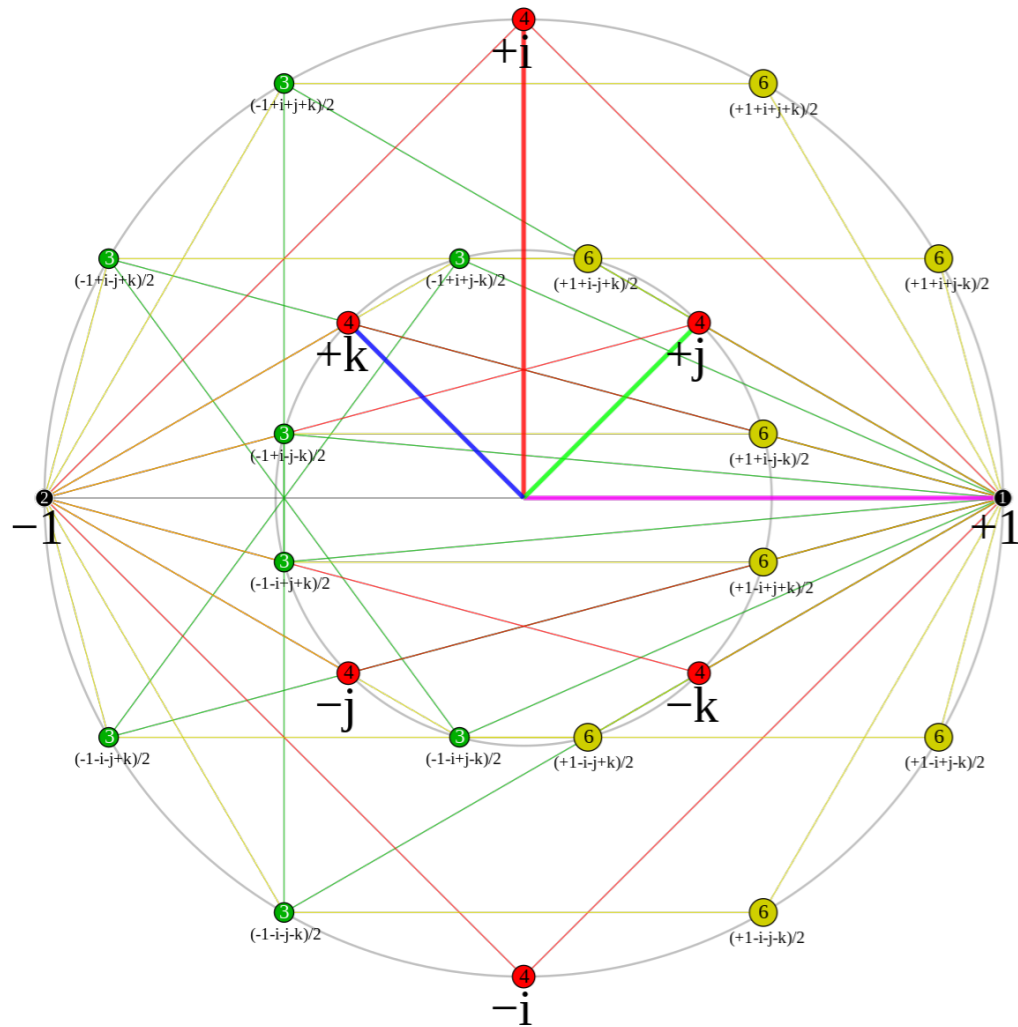 4
+i
3
6
(-1+i+j+k)/2
(+1+i+j+k)/2
3
3
6
6
(-1+i-j+k)/2
(-1+i+j-k)/2
(+1+i-j+k)/2
(+1+i+j-k)/2
4
4
+k
+j
3
6
(-1+i-j-k)/2
(+1+i-j-k)/2
2
1
−1
+1
3
6
(-1-i+j+k)/2
(+1-i+j+k)/2
4
4
−j
−k
3
3
6
6
(-1-i-j+k)/2
(-1-i+j-k)/2
(+1-i-j+k)/2
(+1-i+j-k)/2
3
6
(-1-i-j-k)/2
(+1-i-j-k)/2
4
−i